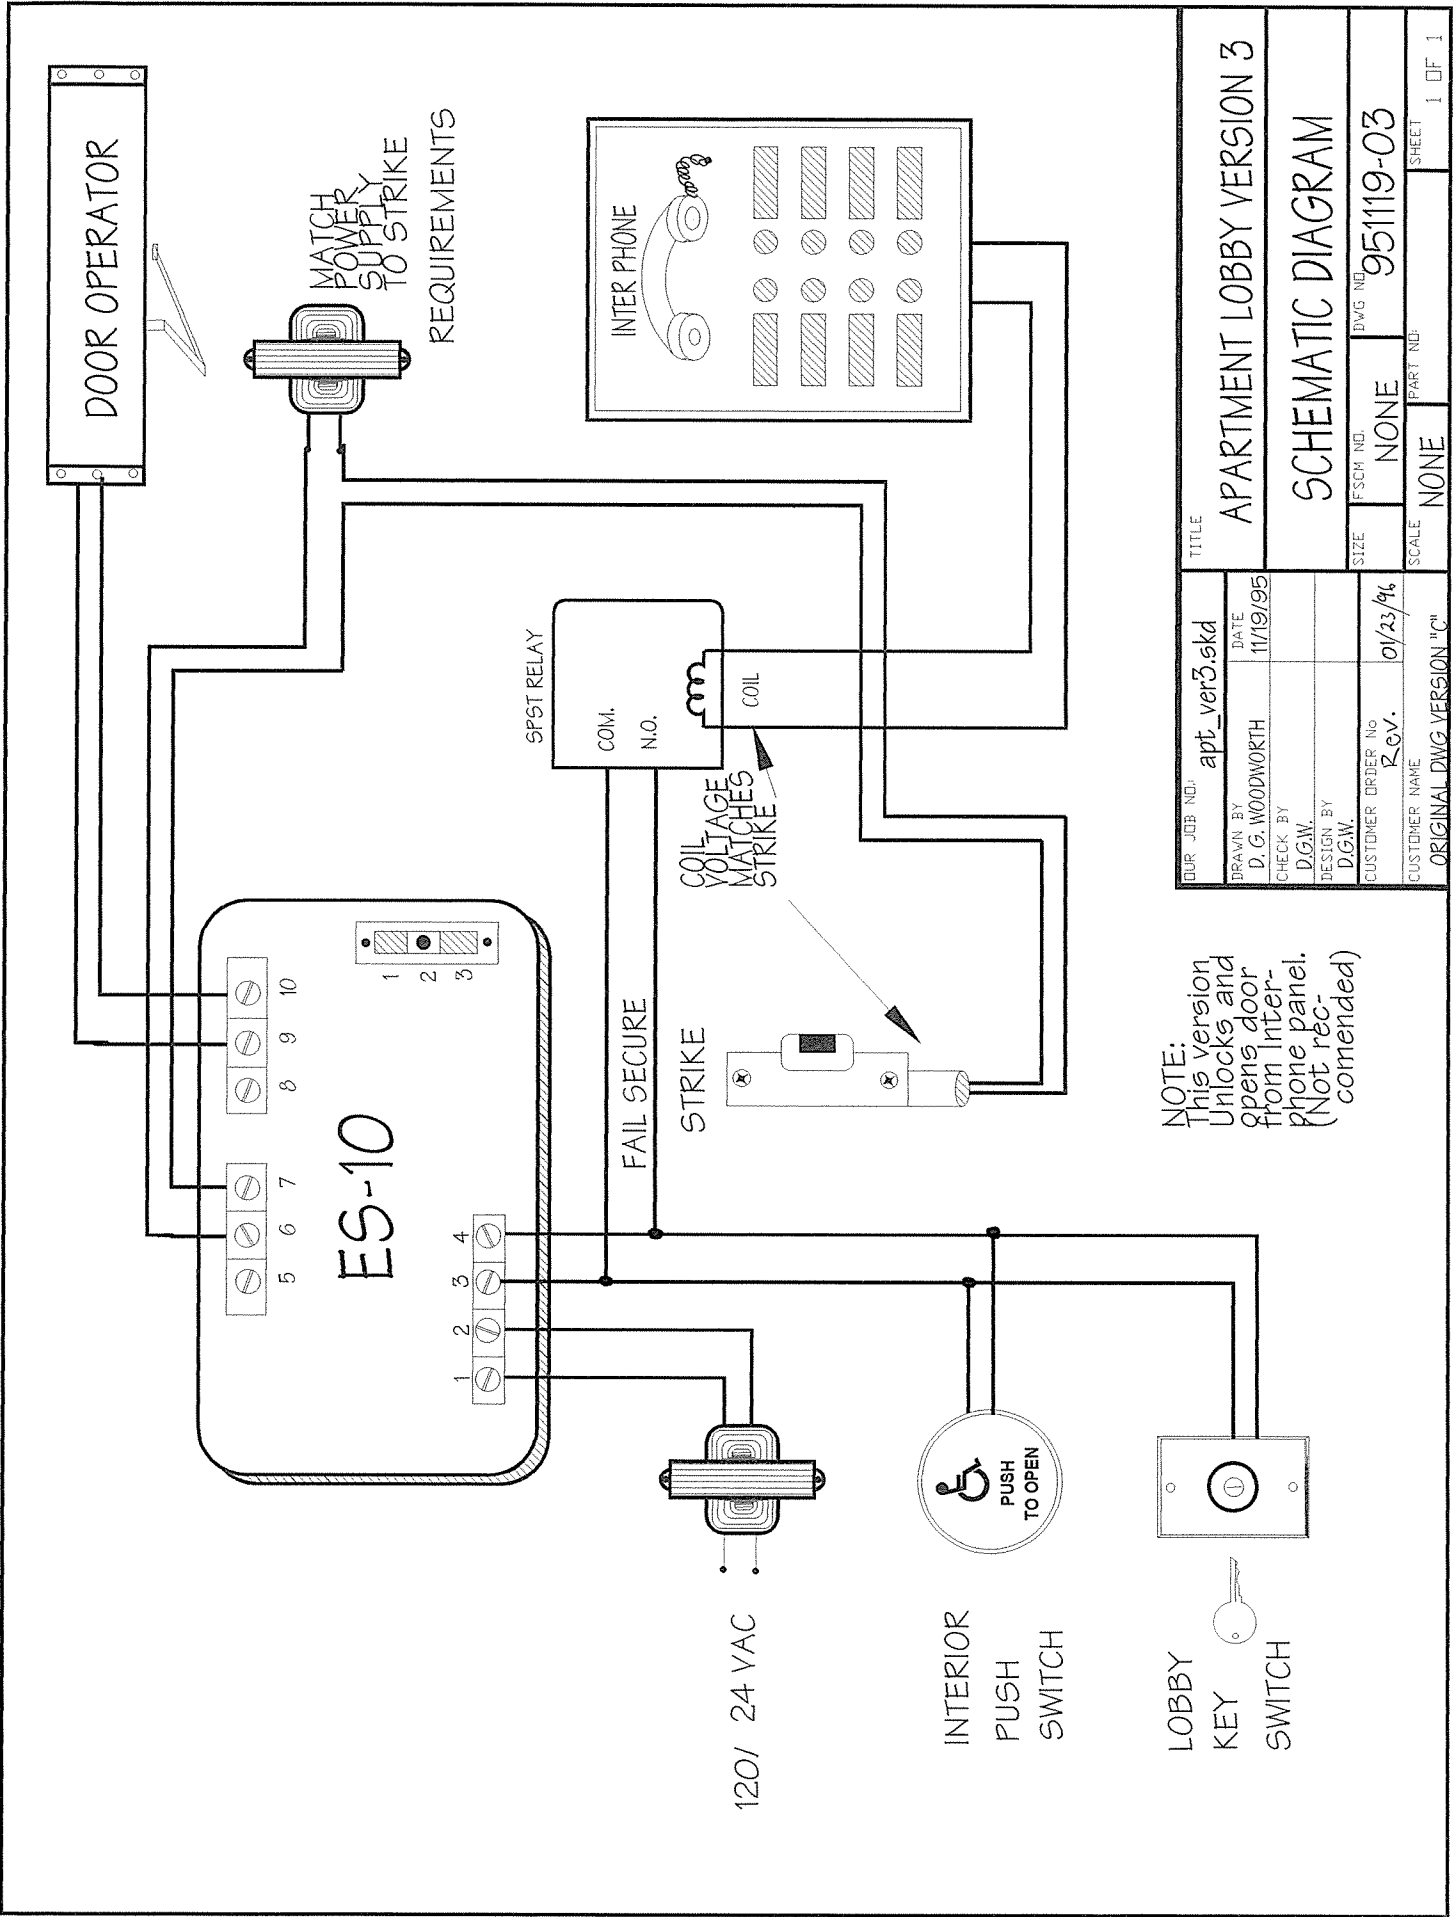 DOOR OPERATOR
MATCH
POWER
SUPPLY
TO STRIKE
REQUIREMENTS
INTER PHONE
SPST RELAY
COM.
N.O.
COIL
COIL
VOLTAGE
MATCHES
STRIKE
ES-10
5 6 7 8 9 10
1 2 3
1 2 3 4
FAIL SECURE
STRIKE
120/ 24 VAC
INTERIOR
PUSH
SWITCH
PUSH
TO OPEN
LOBBY
KEY
SWITCH
NOTE:
This version
Unlocks and
opens door
from Inter-
phone panel.
(Not rec-
comended)
OUR JOB NO.:
apt_ver3.skd
DRAWN BY
D. G. WOODWORTH
DATE
11/19/95
CHECK BY
D.G.W.
DESIGN BY
D.G.W.
CUSTOMER ORDER No
Rev. 01/23/96
CUSTOMER NAME
ORIGINAL DWG VERSION "C"
TITLE
APARTMENT LOBBY VERSION 3
SCHEMATIC DIAGRAM
SIZE
FSCM NO.
NONE
DWG NO.
951119-03
SCALE
NONE
PART NO:
SHEET
1 OF 1